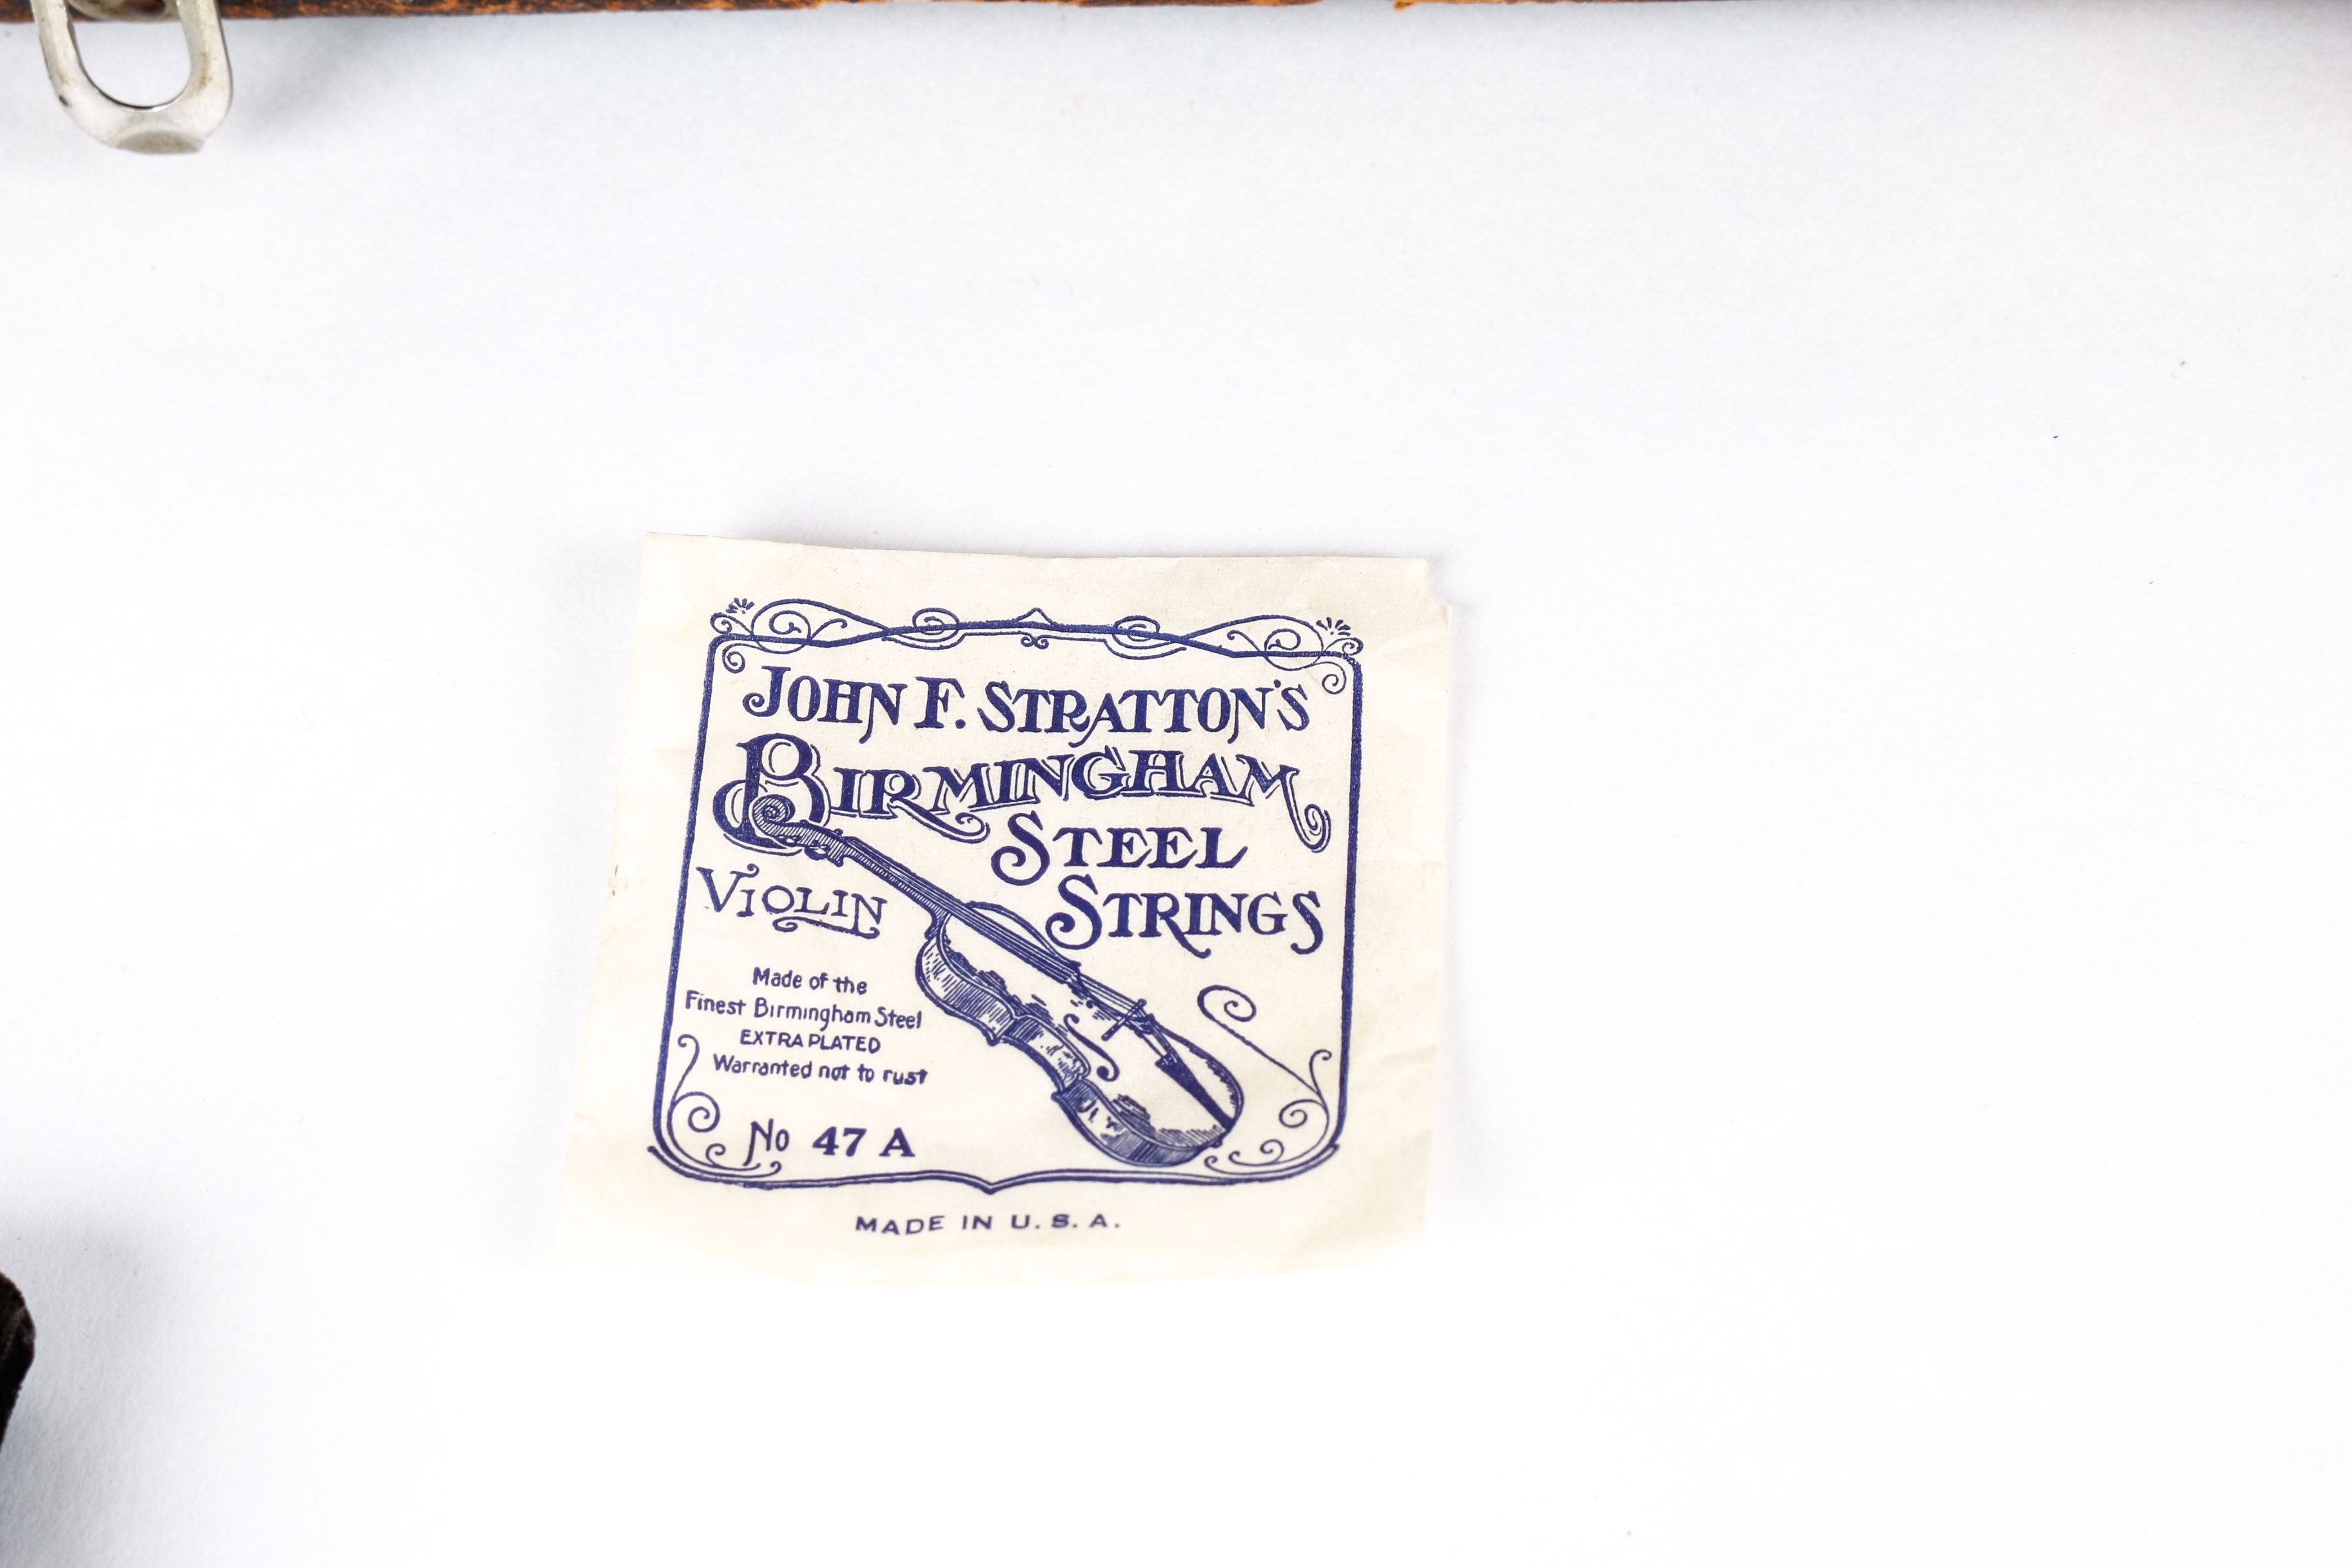 JOHN F. STRATTON'S
BIRMINGHAM
STEEL
STRINGS
VIOLIN
Made of the
Finest Birmingham Steel
EXTRA PLATED
Warranted not to rust
No 47 A
MADE IN U.S.A.